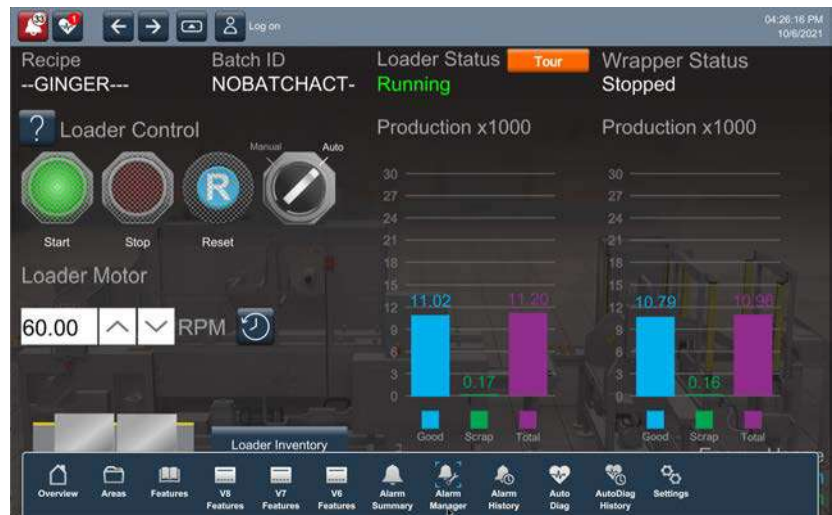 33
1
Log on
04:26:16 PM
10/6/2021
Recipe
--GINGER---
Batch ID
NOBATCHACT-
Loader Status
Tour
Running
Wrapper Status
Stopped
? Loader Control
Manual
Auto
R
Start
Stop
Reset
Loader Motor
60.00
RPM
Loader Inventory
Production x1000
30
27
24
21
18
15
12
9
6
3
0
11.02
0.17
11.20
Good
Scrap
Total
Production x1000
30
27
24
21
18
15
12
9
6
3
0
10.79
0.16
10.96
Good
Scrap
Total
Overview
Areas
Features
V8
Features
V7
Features
V6
Features
Alarm
Summary
Alarm
Manager
Alarm
History
Auto
Diag
AutoDiag
History
Settings